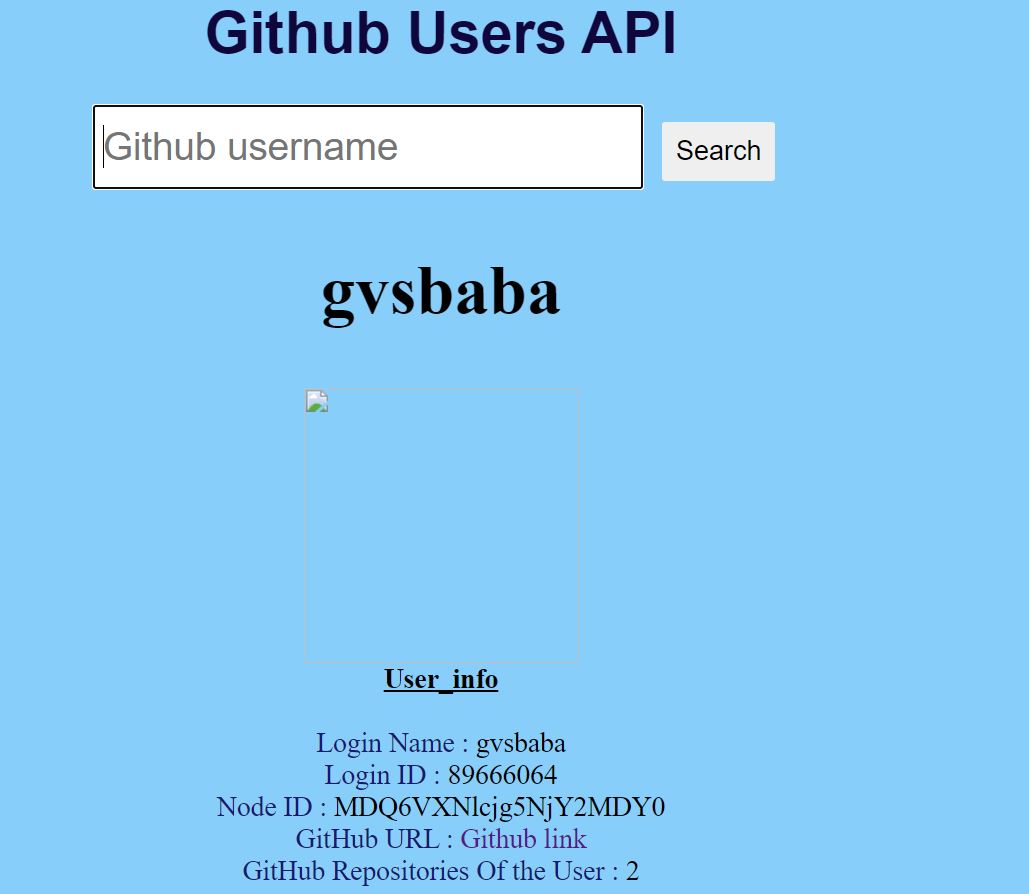 Github Users API
Github username
Search
gvsbaba
User_info
Login Name : gvsbaba
Login ID : 89666064
Node ID : MDQ6VXNlcjg5NjY2MDY0
GitHub URL : Github link
GitHub Repositories Of the User : 2